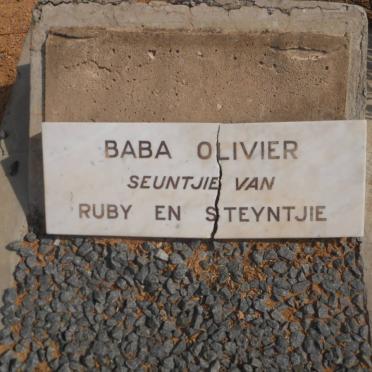 BABA OLIVIER
SEUNTJIE VAN
RUBY EN STEYNTJIE